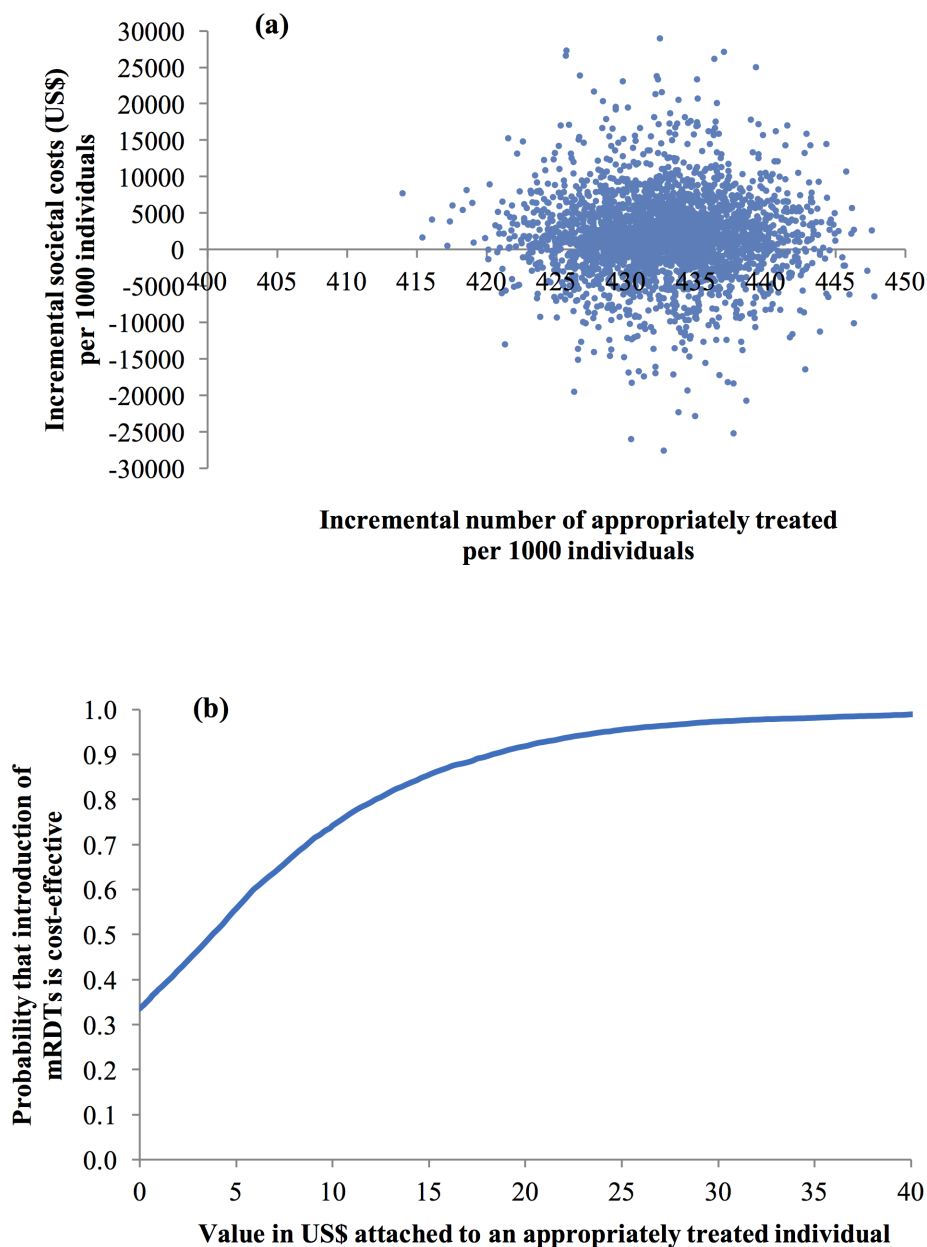 (a)
30000
25000
20000
15000
10000
5000
0
-5000
-10000
-15000
-20000
-25000
-30000
Incremental societal costs (US$)
per 1000 individuals
400 405 410 415 420 425 430 435 440 445 450
Incremental number of appropriately treated
per 1000 individuals
(b)
1.0
0.9
0.8
0.7
0.6
0.5
0.4
0.3
0.2
0.1
0.0
Probability that introduction of
mRDTs is cost-effective
0 5 10 15 20 25 30 35 40
Value in US$ attached to an appropriately treated individual